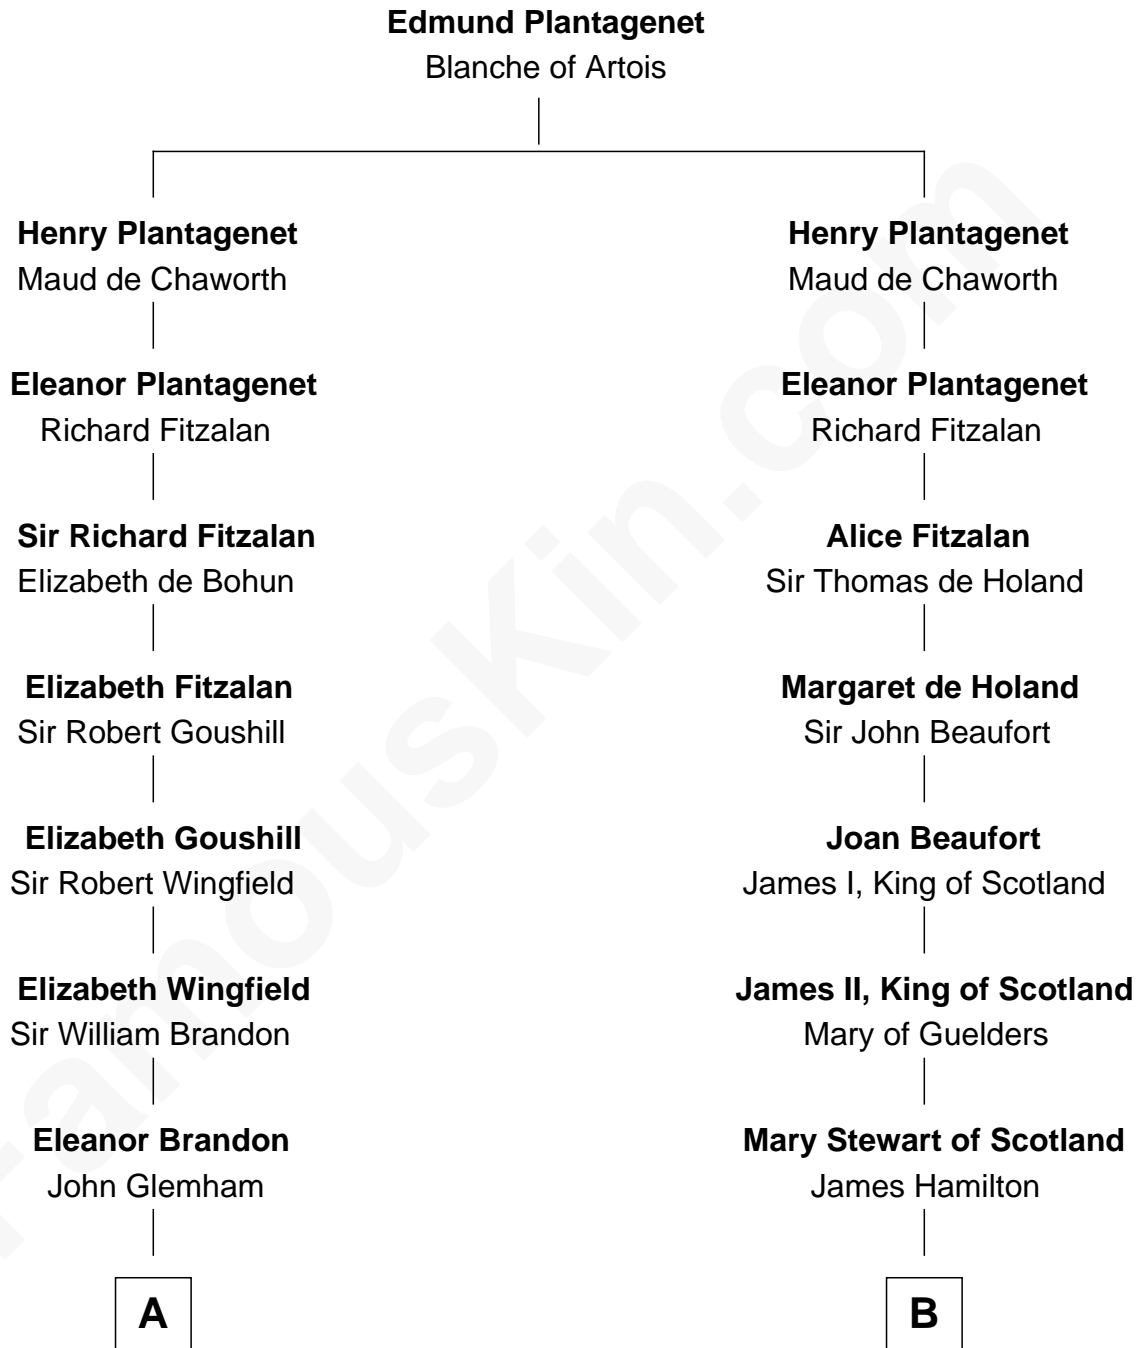 Edmund Plantagenet
Blanche of Artois
Henry Plantagenet
Maud de Chaworth
Henry Plantagenet
Maud de Chaworth
Eleanor Plantagenet
Richard Fitzalan
Eleanor Plantagenet
Richard Fitzalan
Sir Richard Fitzalan
Elizabeth de Bohun
Alice Fitzalan
Sir Thomas de Holand
Elizabeth Fitzalan
Sir Robert Goushill
Margaret de Holand
Sir John Beaufort
Elizabeth Goushill
Sir Robert Wingfield
Joan Beaufort
James I, King of Scotland
Elizabeth Wingfield
Sir William Brandon
James II, King of Scotland
Mary of Guelders
Eleanor Brandon
John Glemham
Mary Stewart of Scotland
James Hamilton
A
B
FamousKin.com